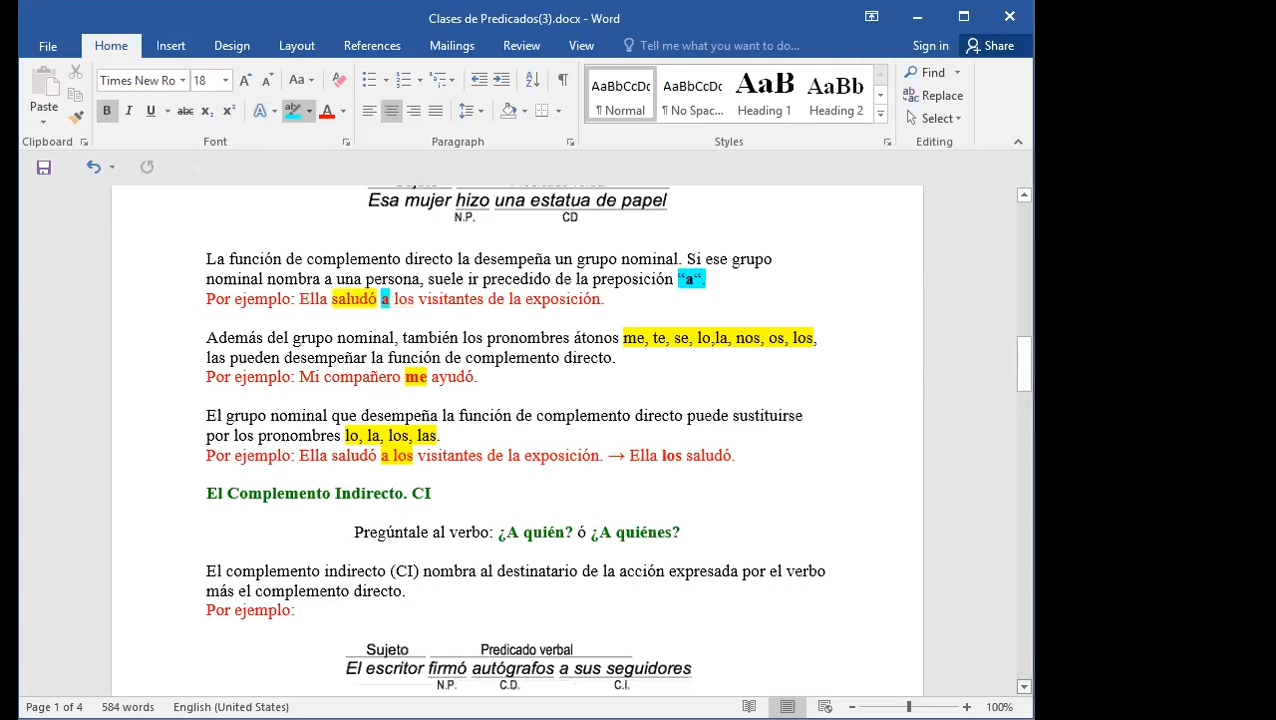 Clases de Predicados(3).docx - Word
File Home Insert Design Layout References Mailings Review View Tell me what you want to do... Sign in Share
Times New Ro 18 Aa AaBbCcDc AaBbCcDc AaB AaBb Find
Paste B I U abc x₂ x² A A ¶ Normal ¶ No Spac... Heading 1 Heading 2 Replace
Select
Clipboard Font Paragraph Styles Editing
Esa mujer hizo una estatua de papel
N.P. CD
La función de complemento directo la desempeña un grupo nominal. Si ese grupo
nominal nombra a una persona, suele ir precedido de la preposición “a“.
Por ejemplo: Ella saludó a los visitantes de la exposición.
Además del grupo nominal, también los pronombres átonos me, te, se, lo,la, nos, os, los,
las pueden desempeñar la función de complemento directo.
Por ejemplo: Mi compañero me ayudó.
El grupo nominal que desempeña la función de complemento directo puede sustituirse
por los pronombres lo, la, los, las.
Por ejemplo: Ella saludó a los visitantes de la exposición. → Ella los saludó.
El Complemento Indirecto. CI
Pregúntale al verbo: ¿A quién? ó ¿A quiénes?
El complemento indirecto (CI) nombra al destinatario de la acción expresada por el verbo
más el complemento directo.
Por ejemplo:
Sujeto Predicado verbal
El escritor firmó autógrafos a sus seguidores
N.P. C.D. C.I.
Page 1 of 4 584 words English (United States) 100%